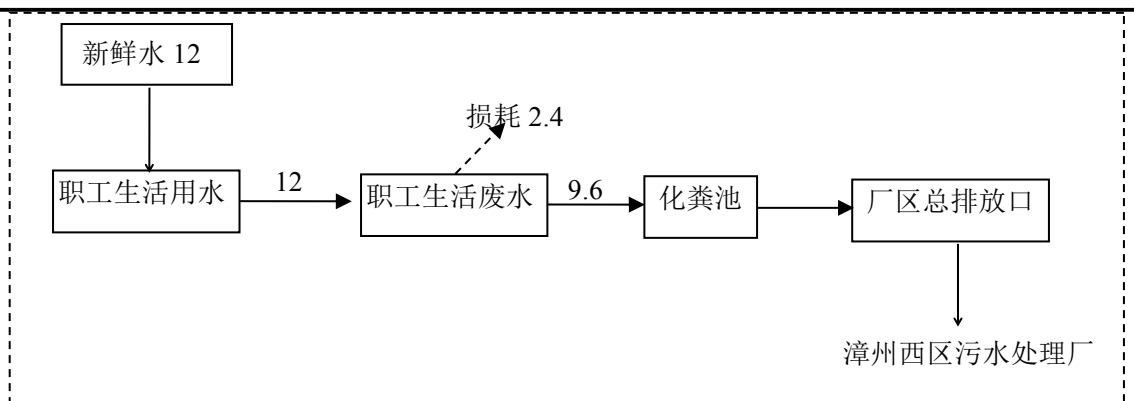 新鲜水 12
损耗 2.4
职工生活用水
12
职工生活废水
9.6
化粪池
厂区总排放口
漳州西区污水处理厂